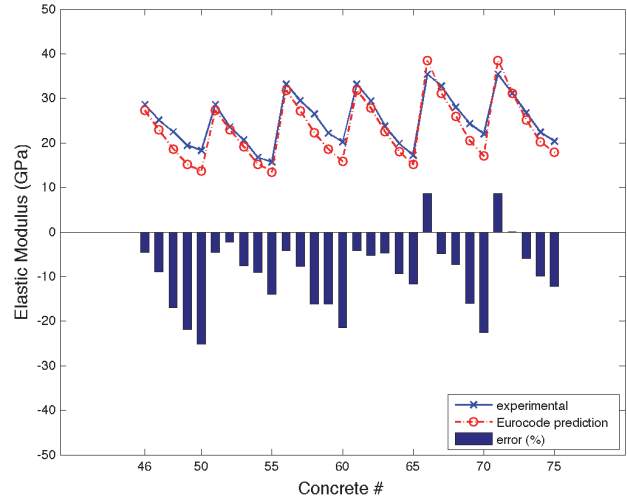 50
40
30
20
10
0
-10
-20
-30
-40
-50
Elastic Modulus (GPa)
experimental
Eurocode prediction
error (%)
46 50 55 60 65 70 75
Concrete #